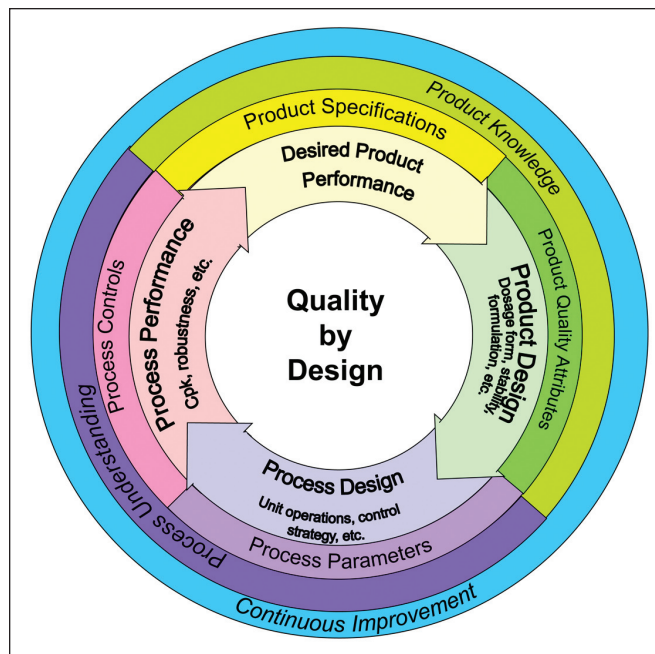 Product Knowledge
Product Specifications
Desired Product
Performance
Product Quality Attributes
Product Design
Dosage form, stability,
formulation, etc.
Quality
by
Design
Process Performance
Cpk, robustness, etc.
Process Controls
Process Design
Unit operations, control
strategy, etc.
Process Parameters
Process Understanding
Continuous Improvement